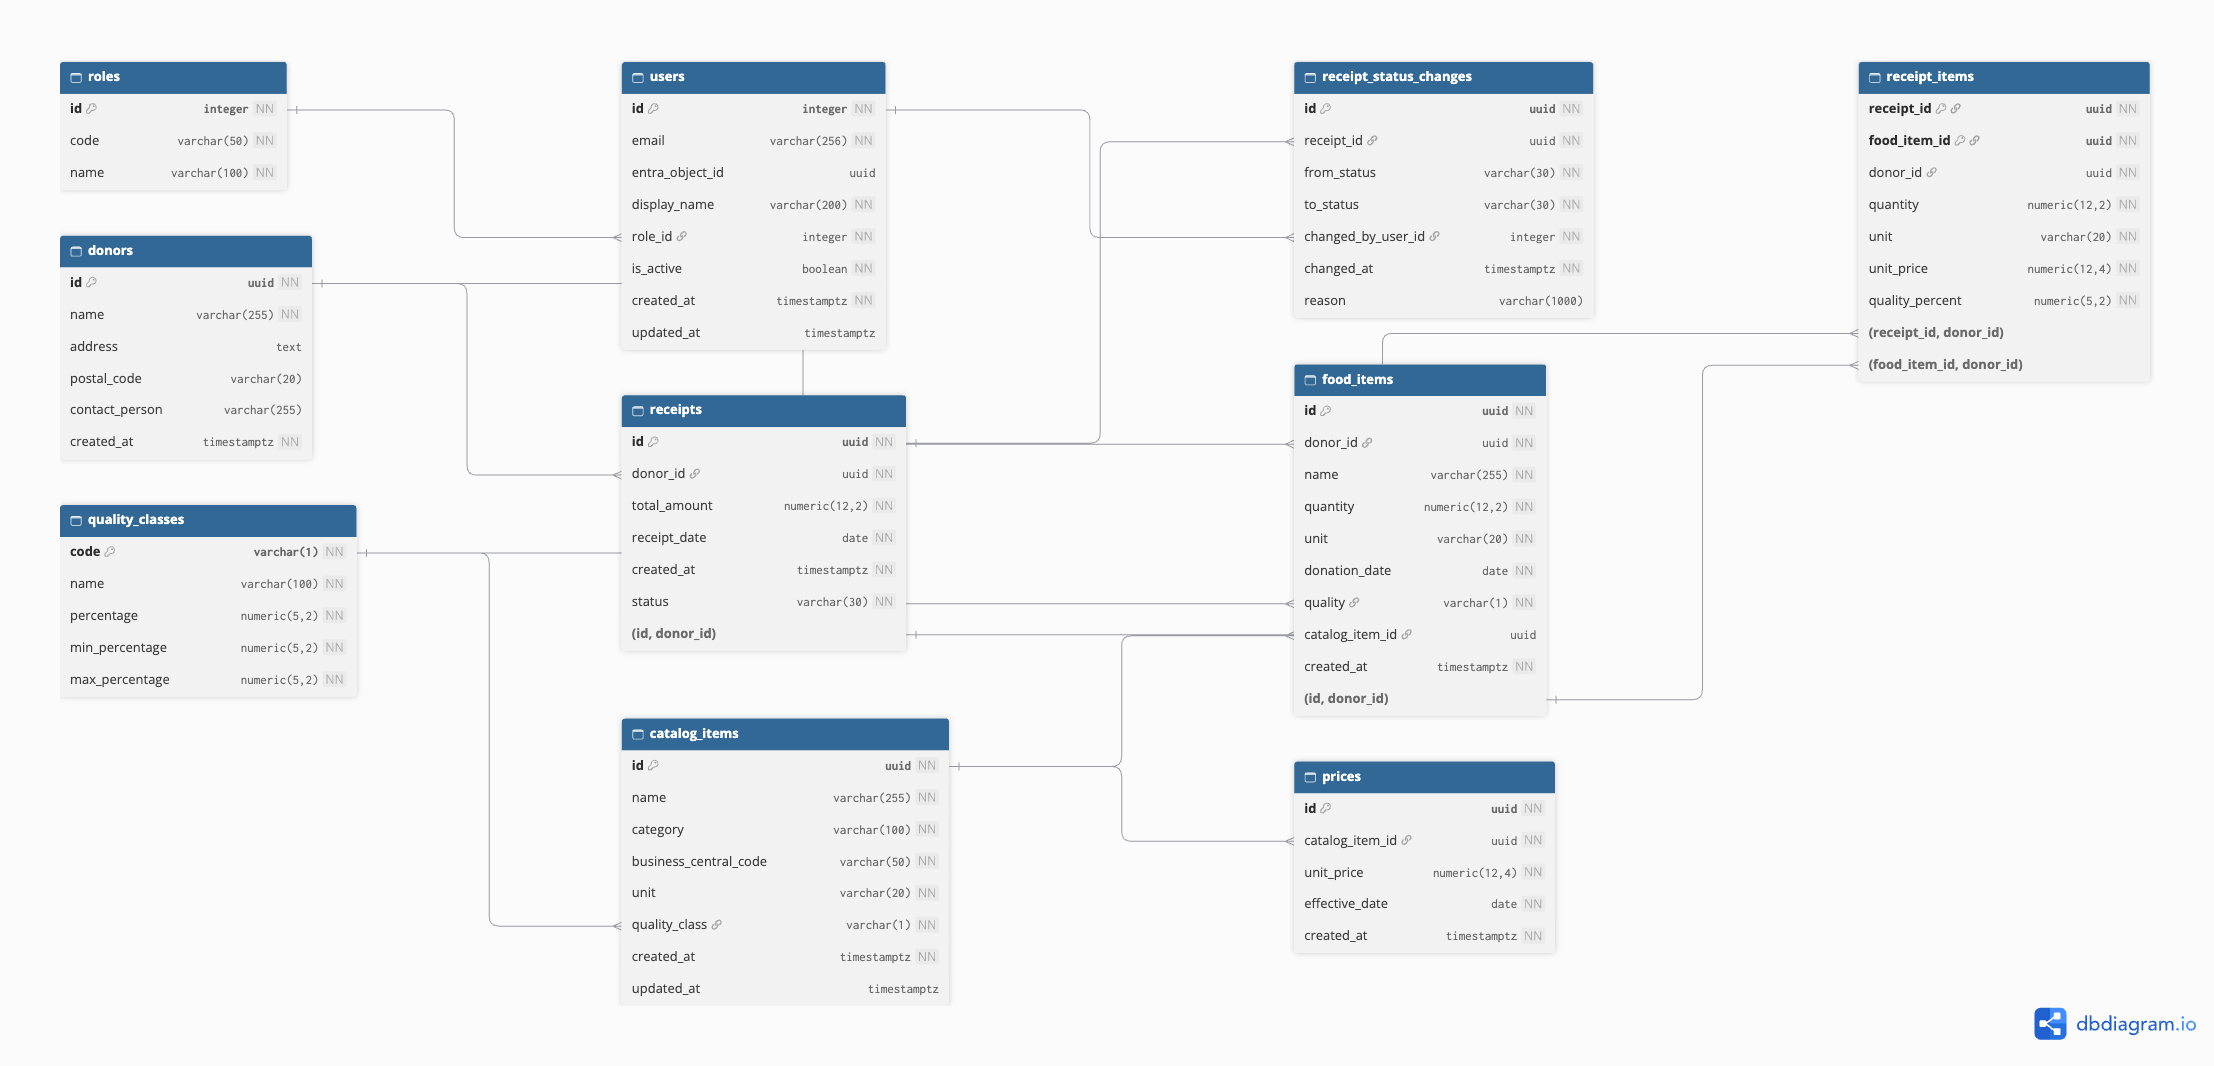 roles
id integer NN
code varchar(50) NN
name varchar(100) NN
donors
id uuid NN
name varchar(255) NN
address text
postal_code varchar(20)
contact_person varchar(255)
created_at timestamptz NN
quality_classes
code varchar(1) NN
name varchar(100) NN
percentage numeric(5,2) NN
min_percentage numeric(5,2) NN
max_percentage numeric(5,2) NN
users
id integer NN
email varchar(256) NN
entra_object_id uuid
display_name varchar(200) NN
role_id integer NN
is_active boolean NN
created_at timestamptz NN
updated_at timestamptz
receipts
id uuid NN
donor_id uuid NN
total_amount numeric(12,2) NN
receipt_date date NN
created_at timestamptz NN
status varchar(30) NN
(id, donor_id)
catalog_items
id uuid NN
name varchar(255) NN
category varchar(100) NN
business_central_code varchar(50) NN
unit varchar(20) NN
quality_class varchar(1) NN
created_at timestamptz NN
updated_at timestamptz
receipt_status_changes
id uuid NN
receipt_id uuid NN
from_status varchar(30) NN
to_status varchar(30) NN
changed_by_user_id integer NN
changed_at timestamptz NN
reason varchar(1000)
food_items
id uuid NN
donor_id uuid NN
name varchar(255) NN
quantity numeric(12,2) NN
unit varchar(20) NN
donation_date date NN
quality varchar(1) NN
catalog_item_id uuid
created_at timestamptz NN
(id, donor_id)
prices
id uuid NN
catalog_item_id uuid NN
unit_price numeric(12,4) NN
effective_date date NN
created_at timestamptz NN
receipt_items
receipt_id uuid NN
food_item_id uuid NN
donor_id uuid NN
quantity numeric(12,2) NN
unit varchar(20) NN
unit_price numeric(12,4) NN
quality_percent numeric(5,2) NN
(receipt_id, donor_id)
(food_item_id, donor_id)
dbdiagram.io